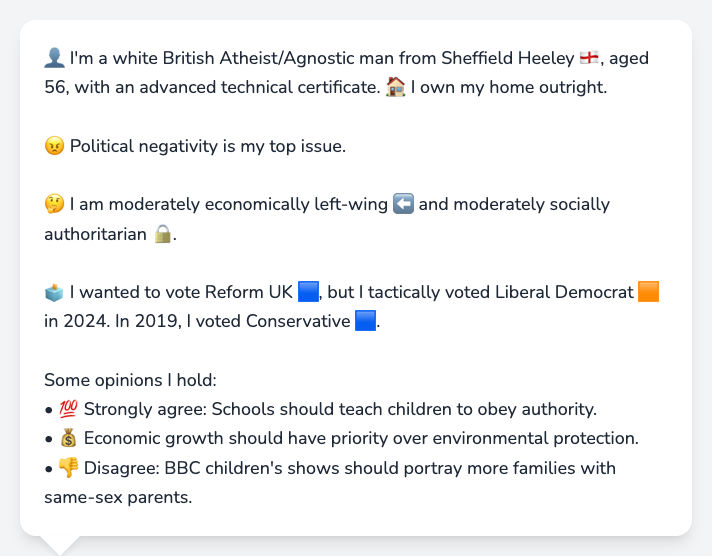 👤 I'm a white British Atheist/Agnostic man from Sheffield Heeley 🏴󠁧󠁢󠁥󠁮󠁧󠁿, aged
56, with an advanced technical certificate. 🏠 I own my home outright.
😠 Political negativity is my top issue.
🤔 I am moderately economically left-wing ⬅️ and moderately socially
authoritarian 🔒.
🗳️ I wanted to vote Reform UK 🟦, but I tactically voted Liberal Democrat 🟧
in 2024. In 2019, I voted Conservative 🟦.
Some opinions I hold:
• 💯 Strongly agree: Schools should teach children to obey authority.
• 💰 Economic growth should have priority over environmental protection.
• 👎 Disagree: BBC children's shows should portray more families with
same-sex parents.